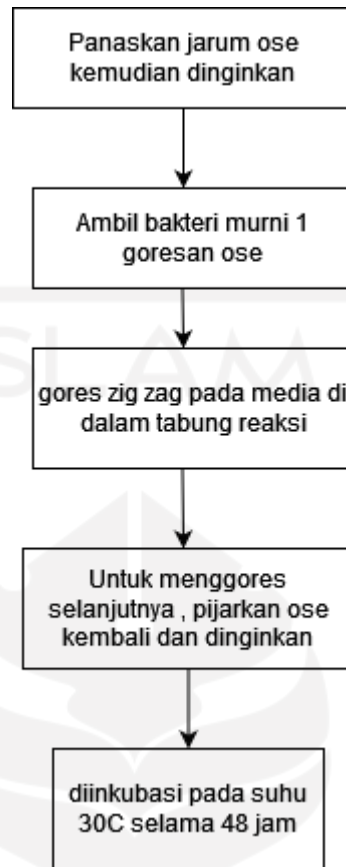 Panaskan jarum ose
kemudian dinginkan
Ambil bakteri murni 1
goresan ose
SLAM
gores zig zag pada media di
dalam tabung reaksi
Untuk menggores
selanjutnya , pijarkan ose
kembali dan dinginkan
diinkubasi pada suhu
30C selama 48 jam